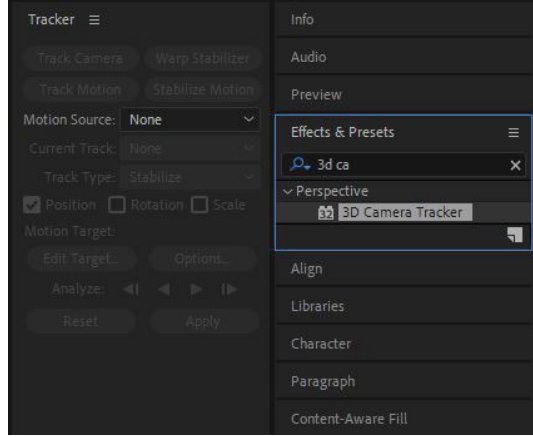 Tracker
Track Camera Warp Stabilizer
Track Motion Stabilize Motion
Motion Source: None
Current Track: None
Track Type: Stabilize
Position Rotation Scale
Motion Target:
Edit Target... Options...
Analyze:
Reset Apply
Info
Audio
Preview
Effects & Presets
3d ca
Perspective
32 3D Camera Tracker
Align
Libraries
Character
Paragraph
Content-Aware Fill